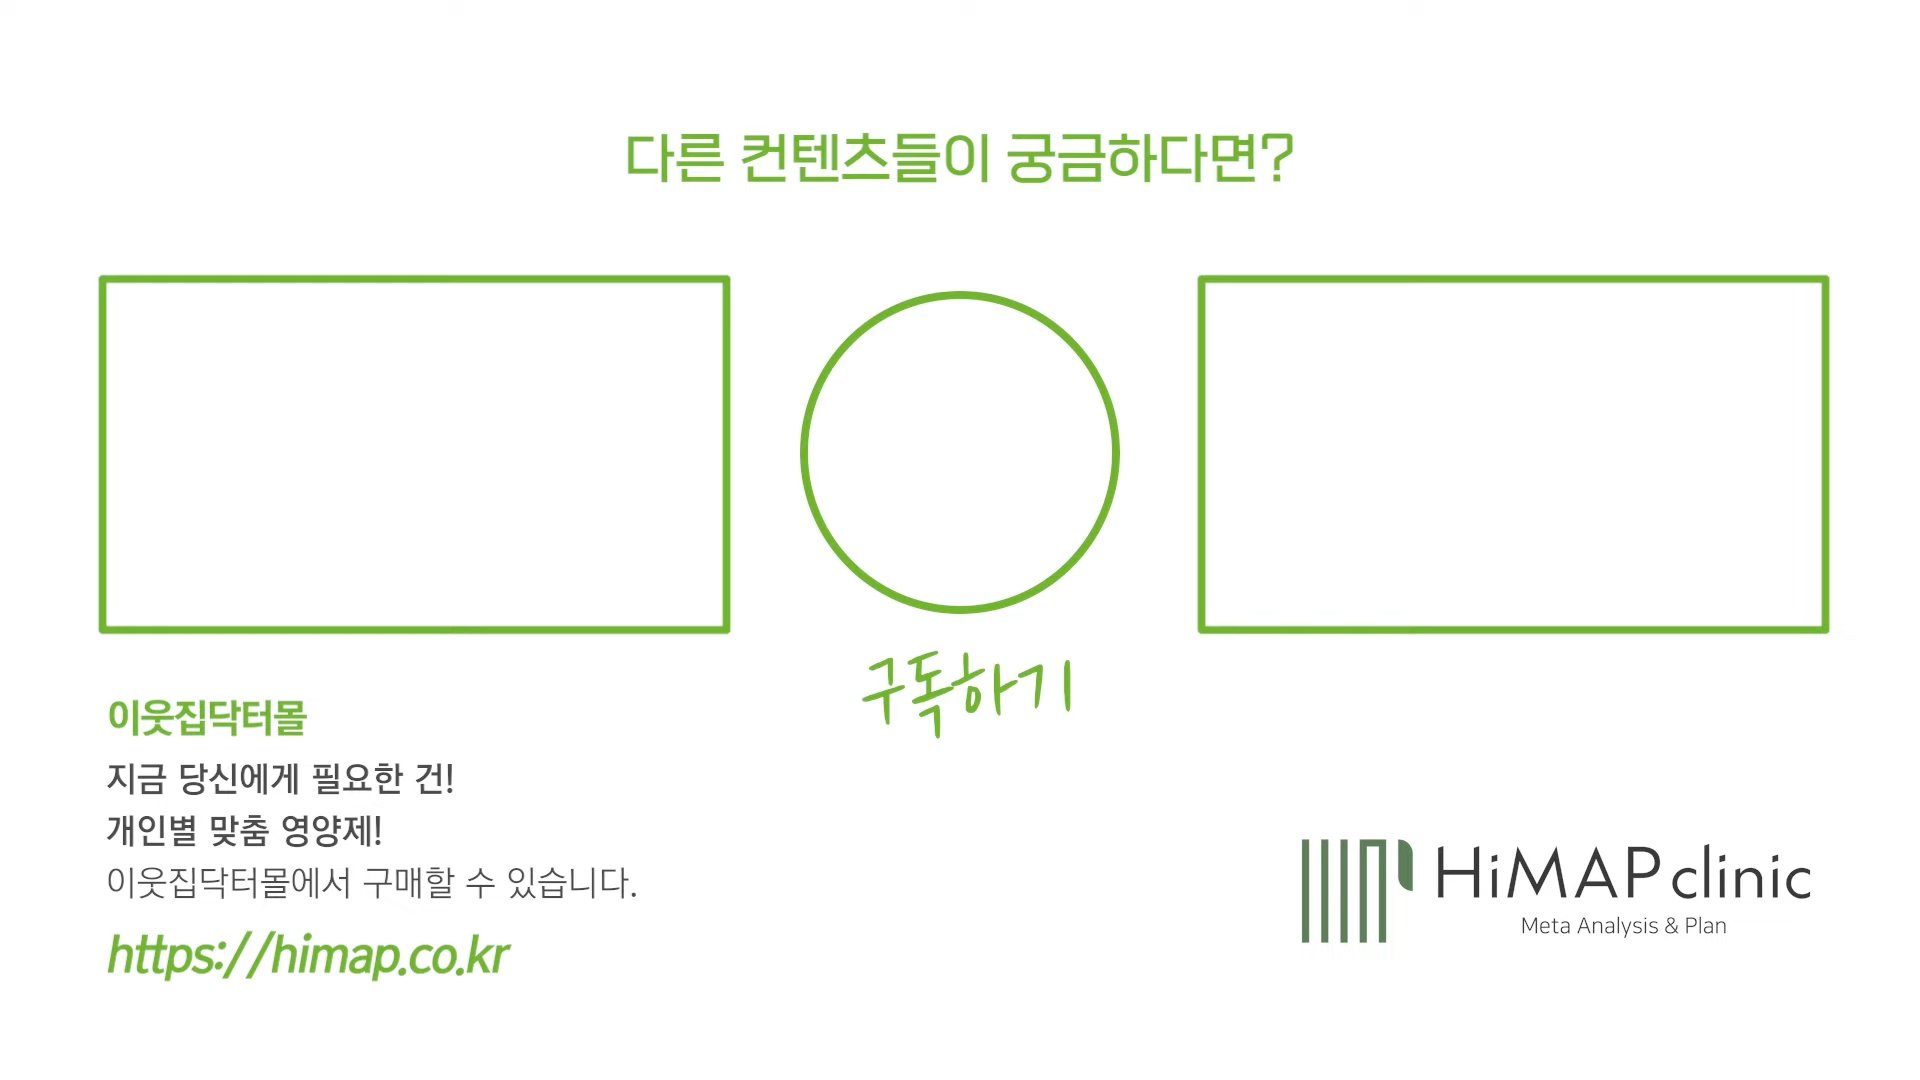 다른 컨텐츠들이 궁금하다면?
구독하기
이웃집닥터몰
지금 당신에게 필요한 건!
개인별 맞춤 영양제!
이웃집닥터몰에서 구매할 수 있습니다.
https://himap.co.kr
HiMAP clinic
Meta Analysis & Plan